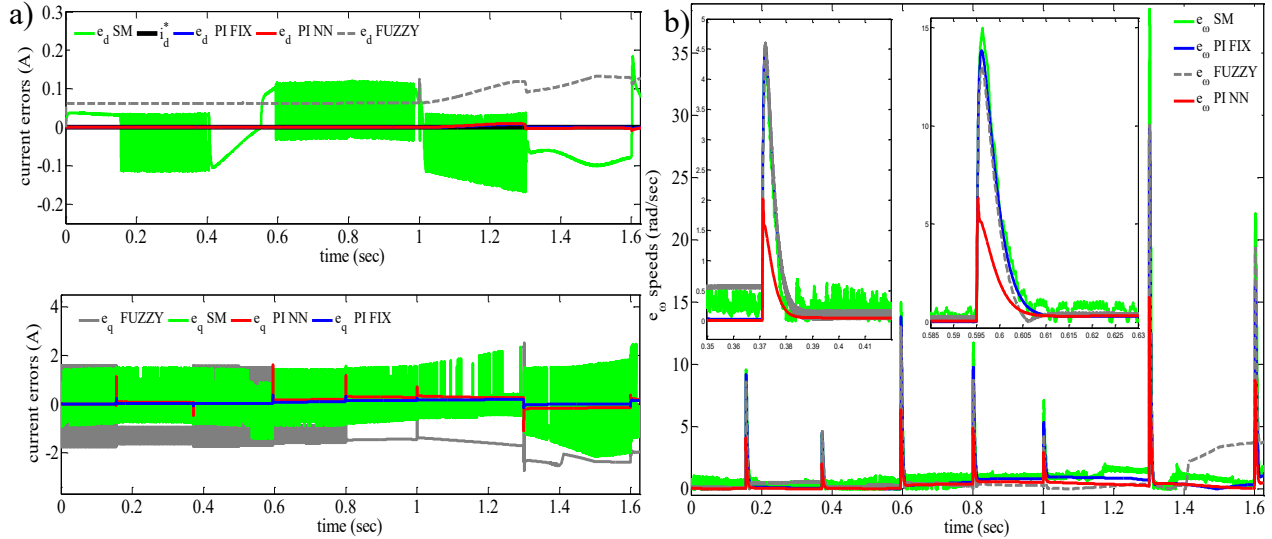 a)
e_d SM i_d^* e_d PI FIX e_d PI NN e_d FUZZY
current errors (A)
0.3
0.2
0.1
0
-0.1
-0.2
0 0.2 0.4 0.6 0.8 1 1.2 1.4 1.6
time (sec)
e_q FUZZY e_q SM e_q PI NN e_q PI FIX
current errors (A)
4
2
0
-2
0 0.2 0.4 0.6 0.8 1 1.2 1.4 1.6
time (sec)
b)
e_ω speeds (rad/sec)
35
30
25
20
15
10
5
0
0 0.2 0.4 0.6 0.8 1 1.2 1.4 1.6
time (sec)
e_ω SM
e_ω PI FIX
e_ω FUZZY
e_ω PI NN
5
4.5
4
3.5
3
2.5
2
1.5
1
0.5
0
0.35 0.36 0.37 0.38 0.39 0.4 0.41
15
10
5
0
0.585 0.59 0.595 0.6 0.605 0.61 0.615 0.62 0.625 0.63